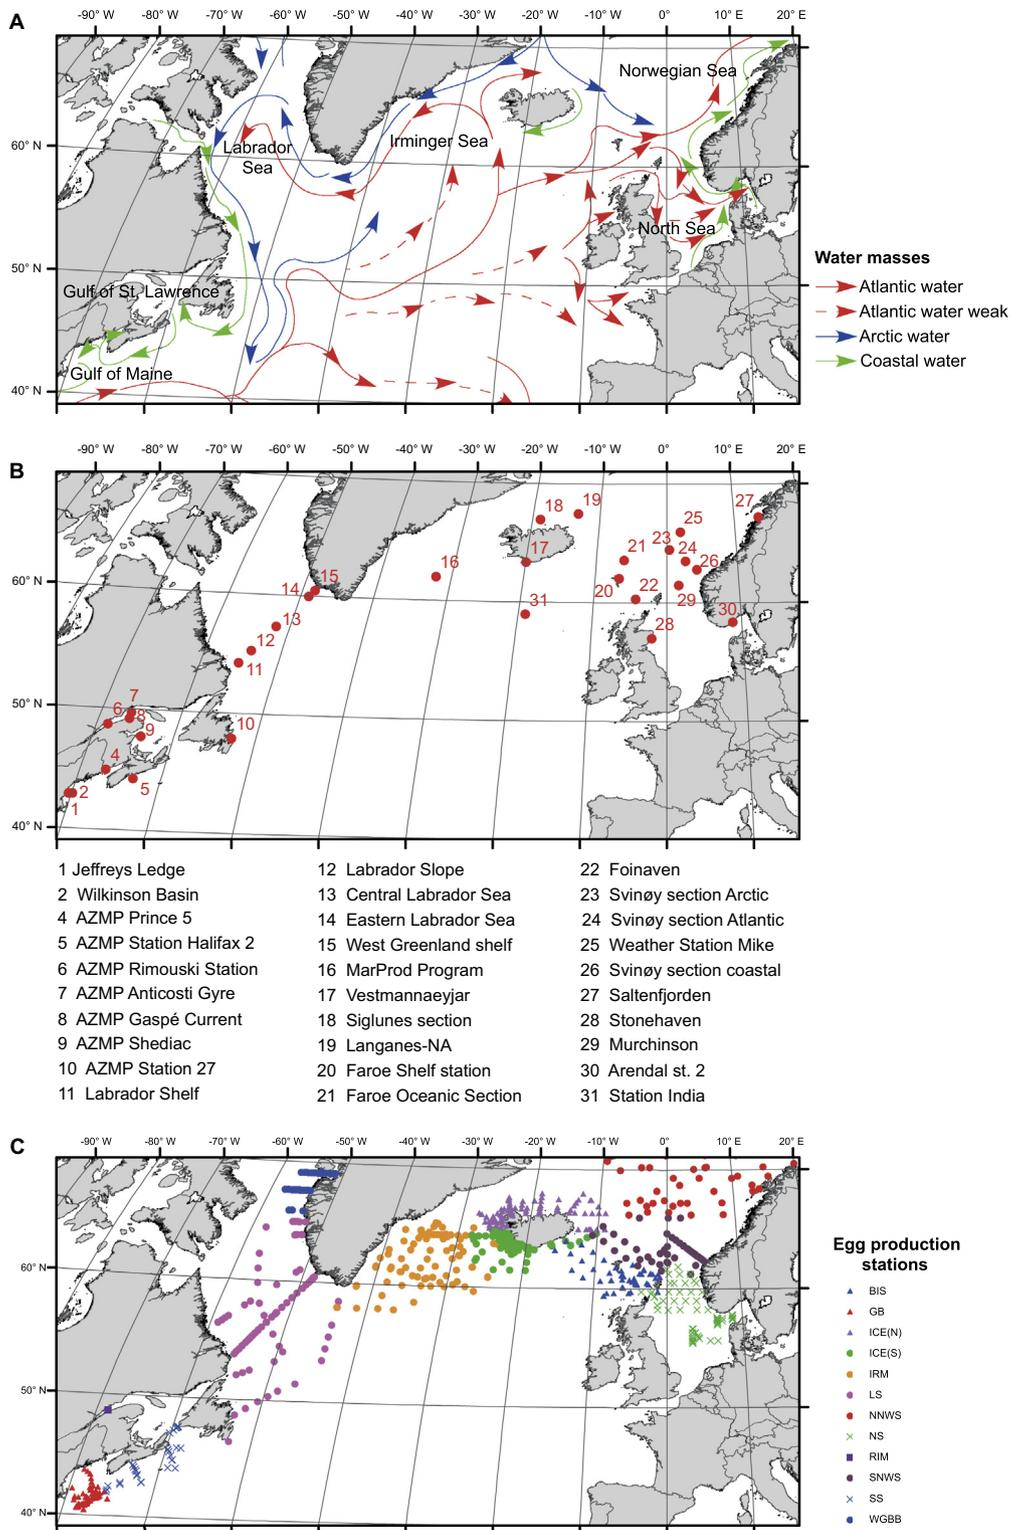 A
-90° W -80° W -70° W -60° W -50° W -40° W -30° W -20° W -10° W 0° 10° E 20° E
Norwegian Sea
60° N
Labrador
Sea
Irminger Sea
North Sea
50° N
Gulf of St. Lawrence
Gulf of Maine
40° N
Water masses
Atlantic water
Atlantic water weak
Arctic water
Coastal water
B
-90° W -80° W -70° W -60° W -50° W -40° W -30° W -20° W -10° W 0° 10° E 20° E
27
18 19
25
23
17 21 24
26
60° N
16
15
14
20 22
29
31 30
13 28
12
11
50° N
7
6 8
9
10
4
5
2
1
40° N
1 Jeffreys Ledge
2 Wilkinson Basin
4 AZMP Prince 5
5 AZMP Station Halifax 2
6 AZMP Rimouski Station
7 AZMP Anticosti Gyre
8 AZMP Gaspé Current
9 AZMP Shediac
10 AZMP Station 27
11 Labrador Shelf
12 Labrador Slope
13 Central Labrador Sea
14 Eastern Labrador Sea
15 West Greenland shelf
16 MarProd Program
17 Vestmannaeyjar
18 Siglunes section
19 Langanes-NA
20 Faroe Shelf station
21 Faroe Oceanic Section
22 Foinaven
23 Svinøy section Arctic
24 Svinøy section Atlantic
25 Weather Station Mike
26 Svinøy section coastal
27 Saltenfjorden
28 Stonehaven
29 Murchinson
30 Arendal st. 2
31 Station India
C
-90° W -80° W -70° W -60° W -50° W -40° W -30° W -20° W -10° W 0° 10° E 20° E
60° N
50° N
40° N
Egg production
stations
BIS
GB
ICE(N)
ICE(S)
IRM
LS
NNWS
NS
RIM
SNWS
SS
WGBB